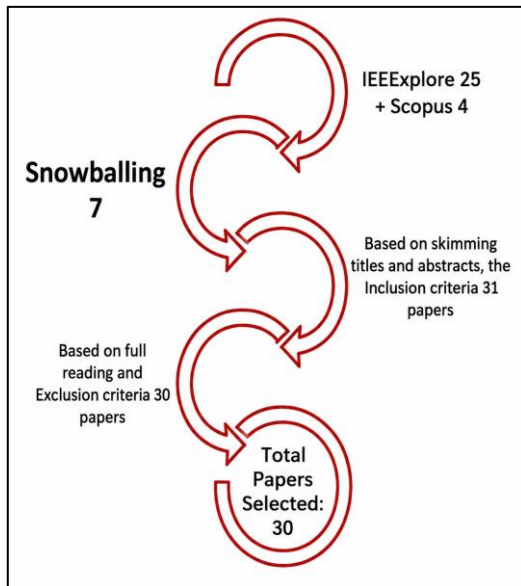 IEEExplore 25
+ Scopus 4
Snowballing
7
Based on skimming
titles and abstracts, the
Inclusion criteria 31
papers
Based on full
reading and
Exclusion criteria 30
papers
Total
Papers
Selected:
30